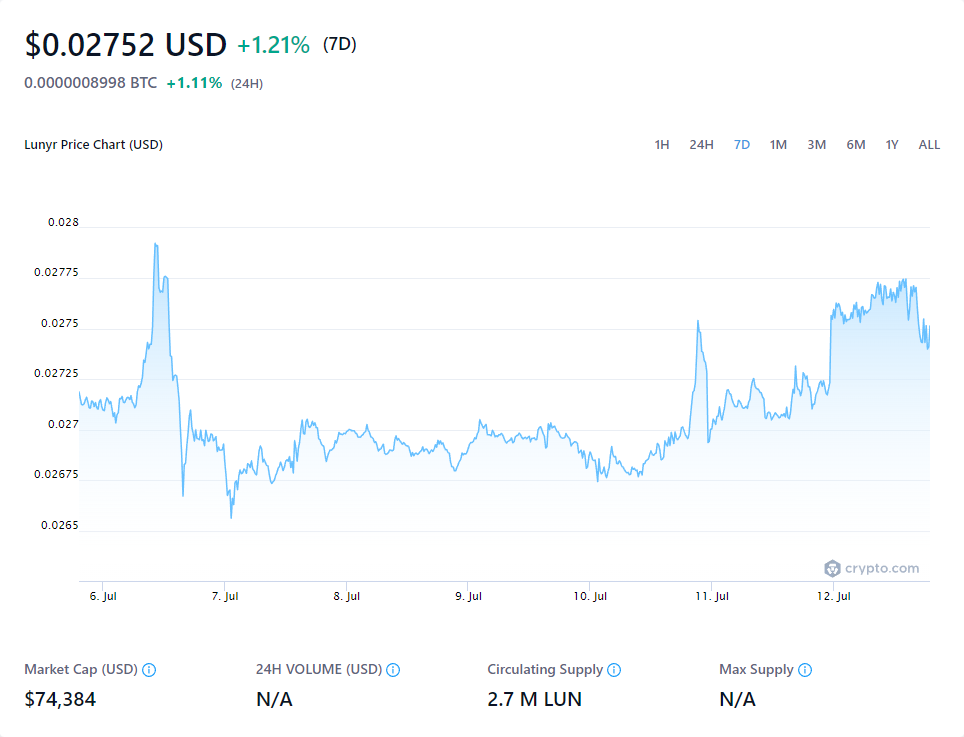 $0.02752 USD +1.21% (7D)
0.0000008998 BTC +1.11% (24H)
Lunyr Price Chart (USD) 1H 24H 7D 1M 3M 6M 1Y ALL
0.028
0.02775
0.0275
0.02725
0.027
0.02675
0.0265
crypto.com
6. Jul 7. Jul 8. Jul 9. Jul 10. Jul 11. Jul 12. Jul
Market Cap (USD) 24H VOLUME (USD) Circulating Supply Max Supply
$74,384 N/A 2.7 M LUN N/A